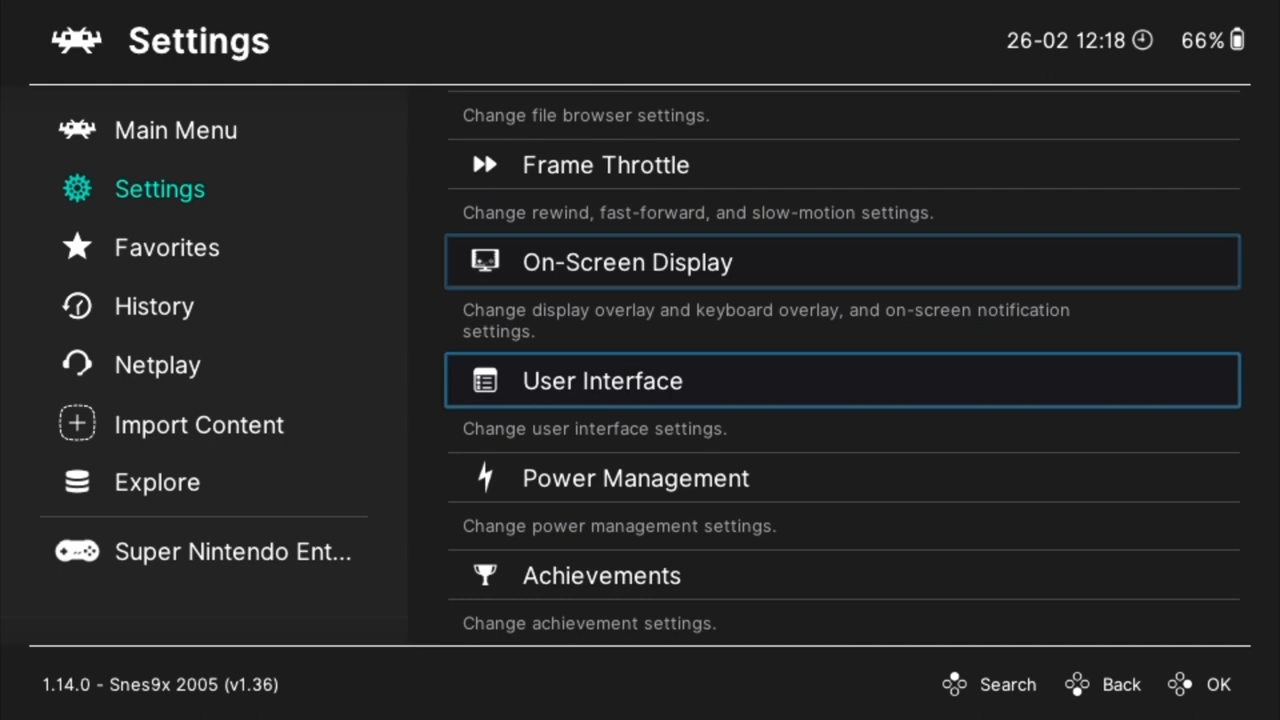 Settings
26-02 12:18
66%
Main Menu
Settings
Favorites
History
Netplay
Import Content
Explore
Super Nintendo Ent...
Change file browser settings.
Frame Throttle
Change rewind, fast-forward, and slow-motion settings.
On-Screen Display
Change display overlay and keyboard overlay, and on-screen notification
settings.
User Interface
Change user interface settings.
Power Management
Change power management settings.
Achievements
Change achievement settings.
1.14.0 - Snes9x 2005 (v1.36)
Search
Back
OK